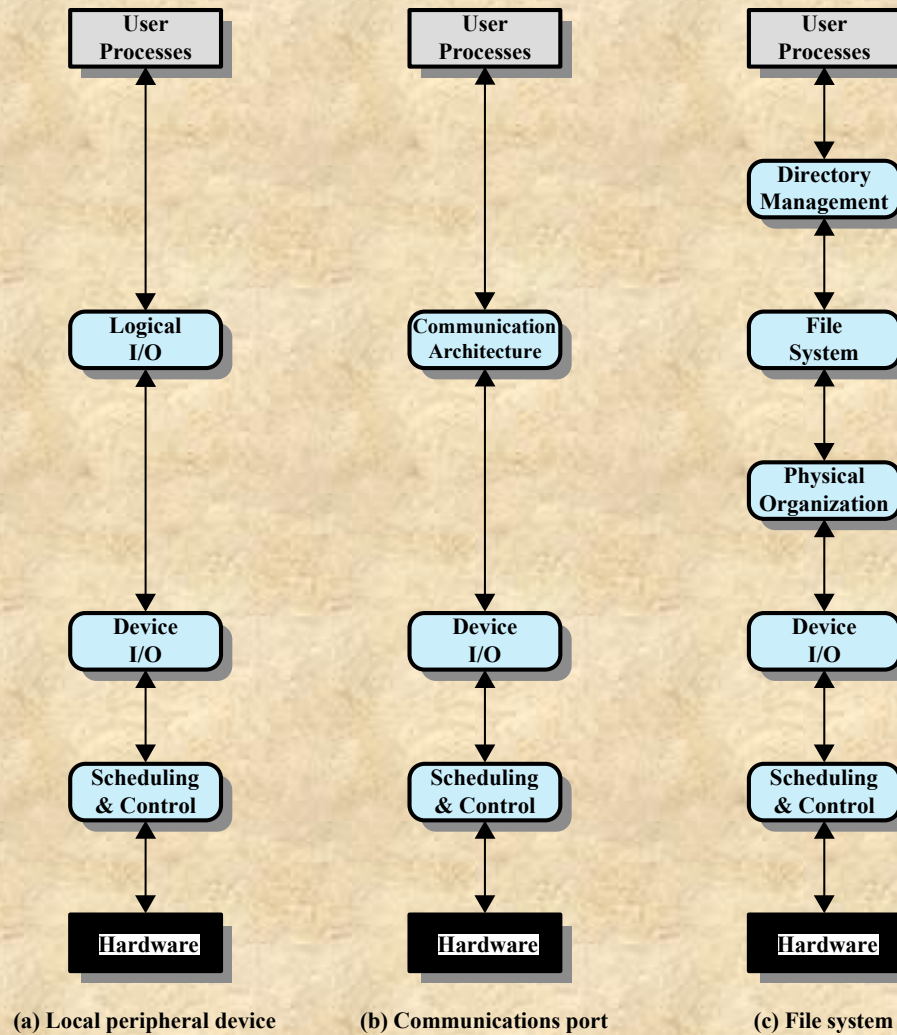 User
Processes
Logical
I/O
Device
I/O
Scheduling
& Control
Hardware
(a) Local peripheral device
User
Processes
Communication
Architecture
Device
I/O
Scheduling
& Control
Hardware
(b) Communications port
User
Processes
Directory
Management
File
System
Physical
Organization
Device
I/O
Scheduling
& Control
Hardware
(c) File system